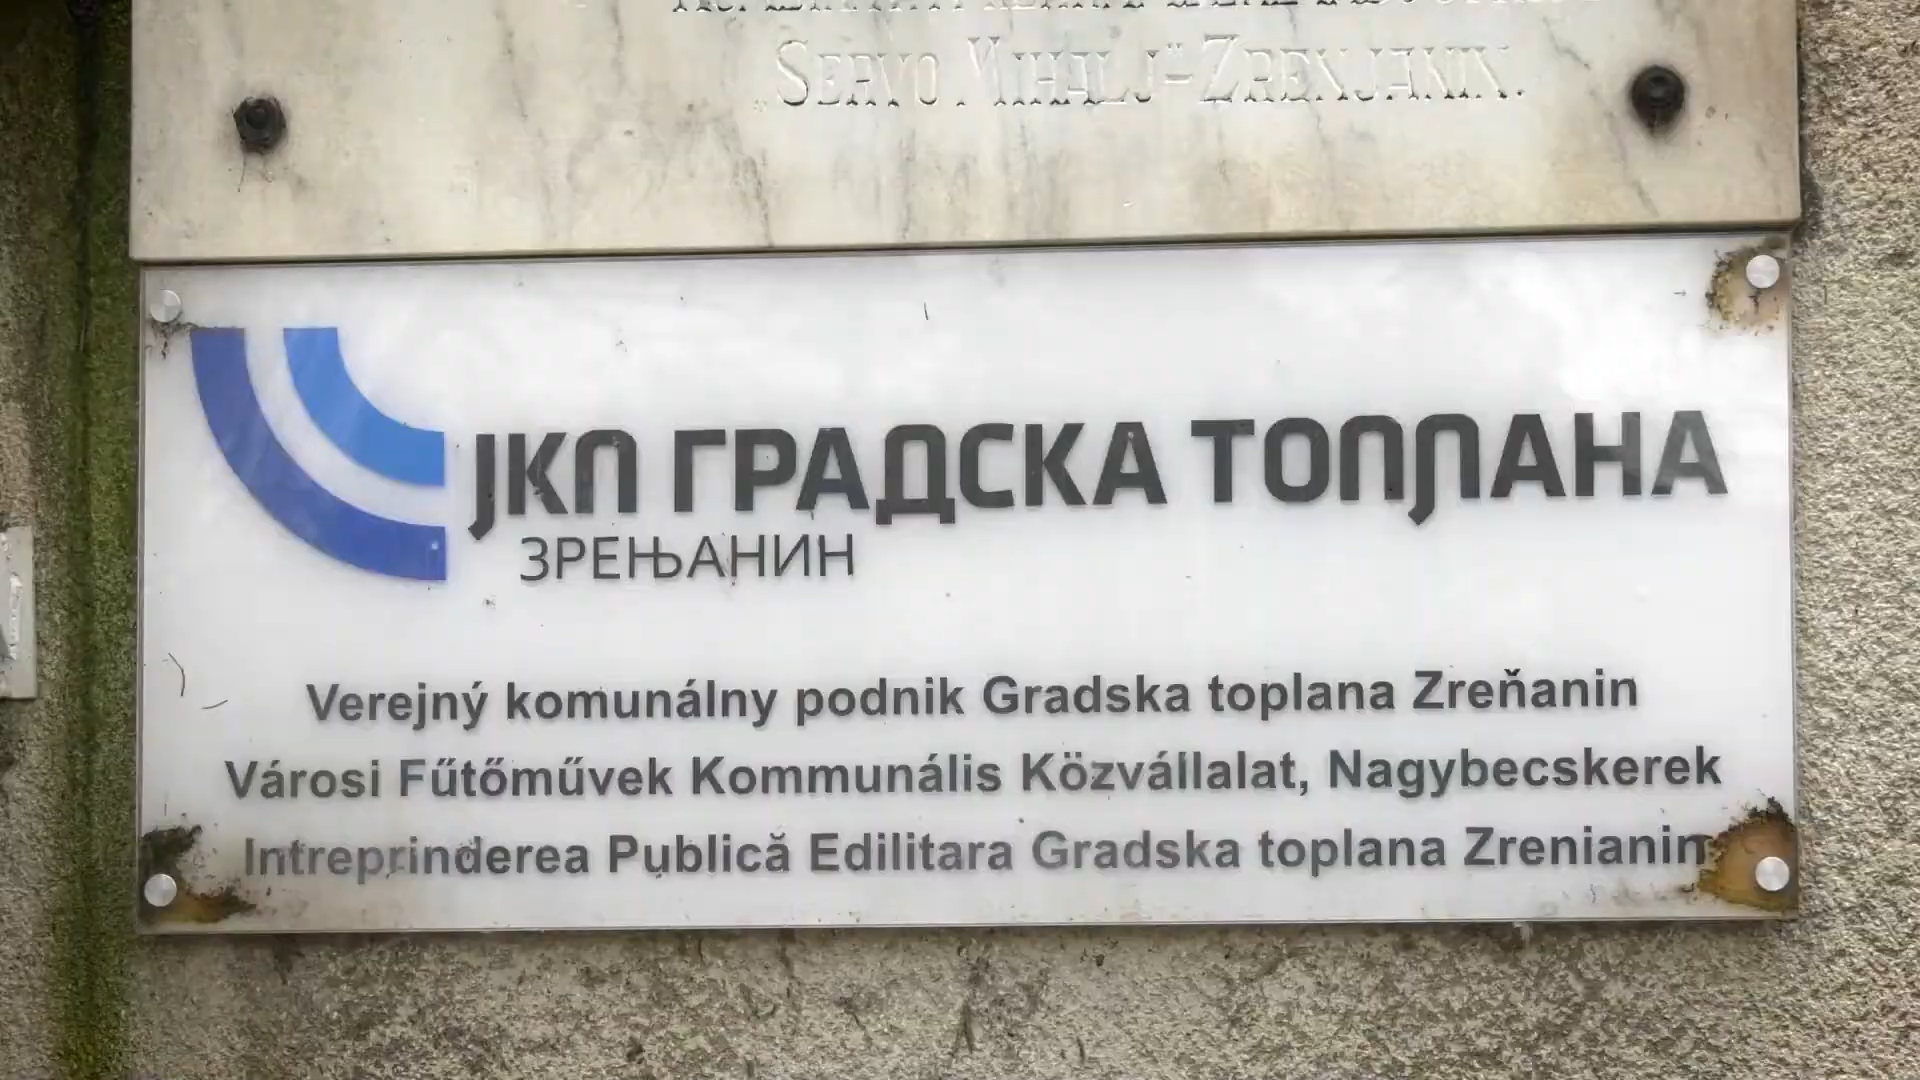 SERVO MIHALJ"-ZRENJANIN.
ЈКП ГРАДСКА ТОПЛАНА
ЗРЕЊАНИН
Verejný komunálny podnik Gradska toplana Zreňanin
Városi Fűtőművek Kommunális Közvállalat, Nagybecskerek
Intreprinderea Publică Edilitara Gradska toplana Zrenianin